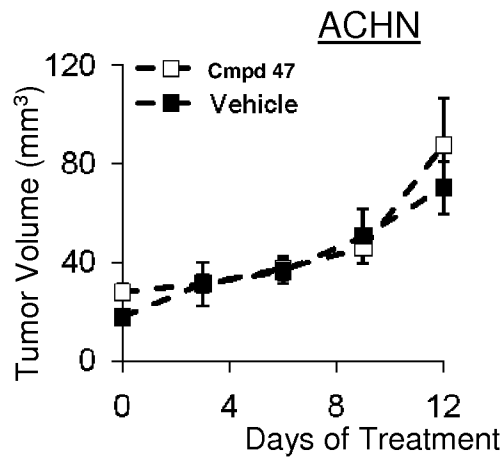 ACHN
120
Cmpd 47
Vehicle
80
40
0
Tumor Volume (mm³)
0 4 8 12
Days of Treatment